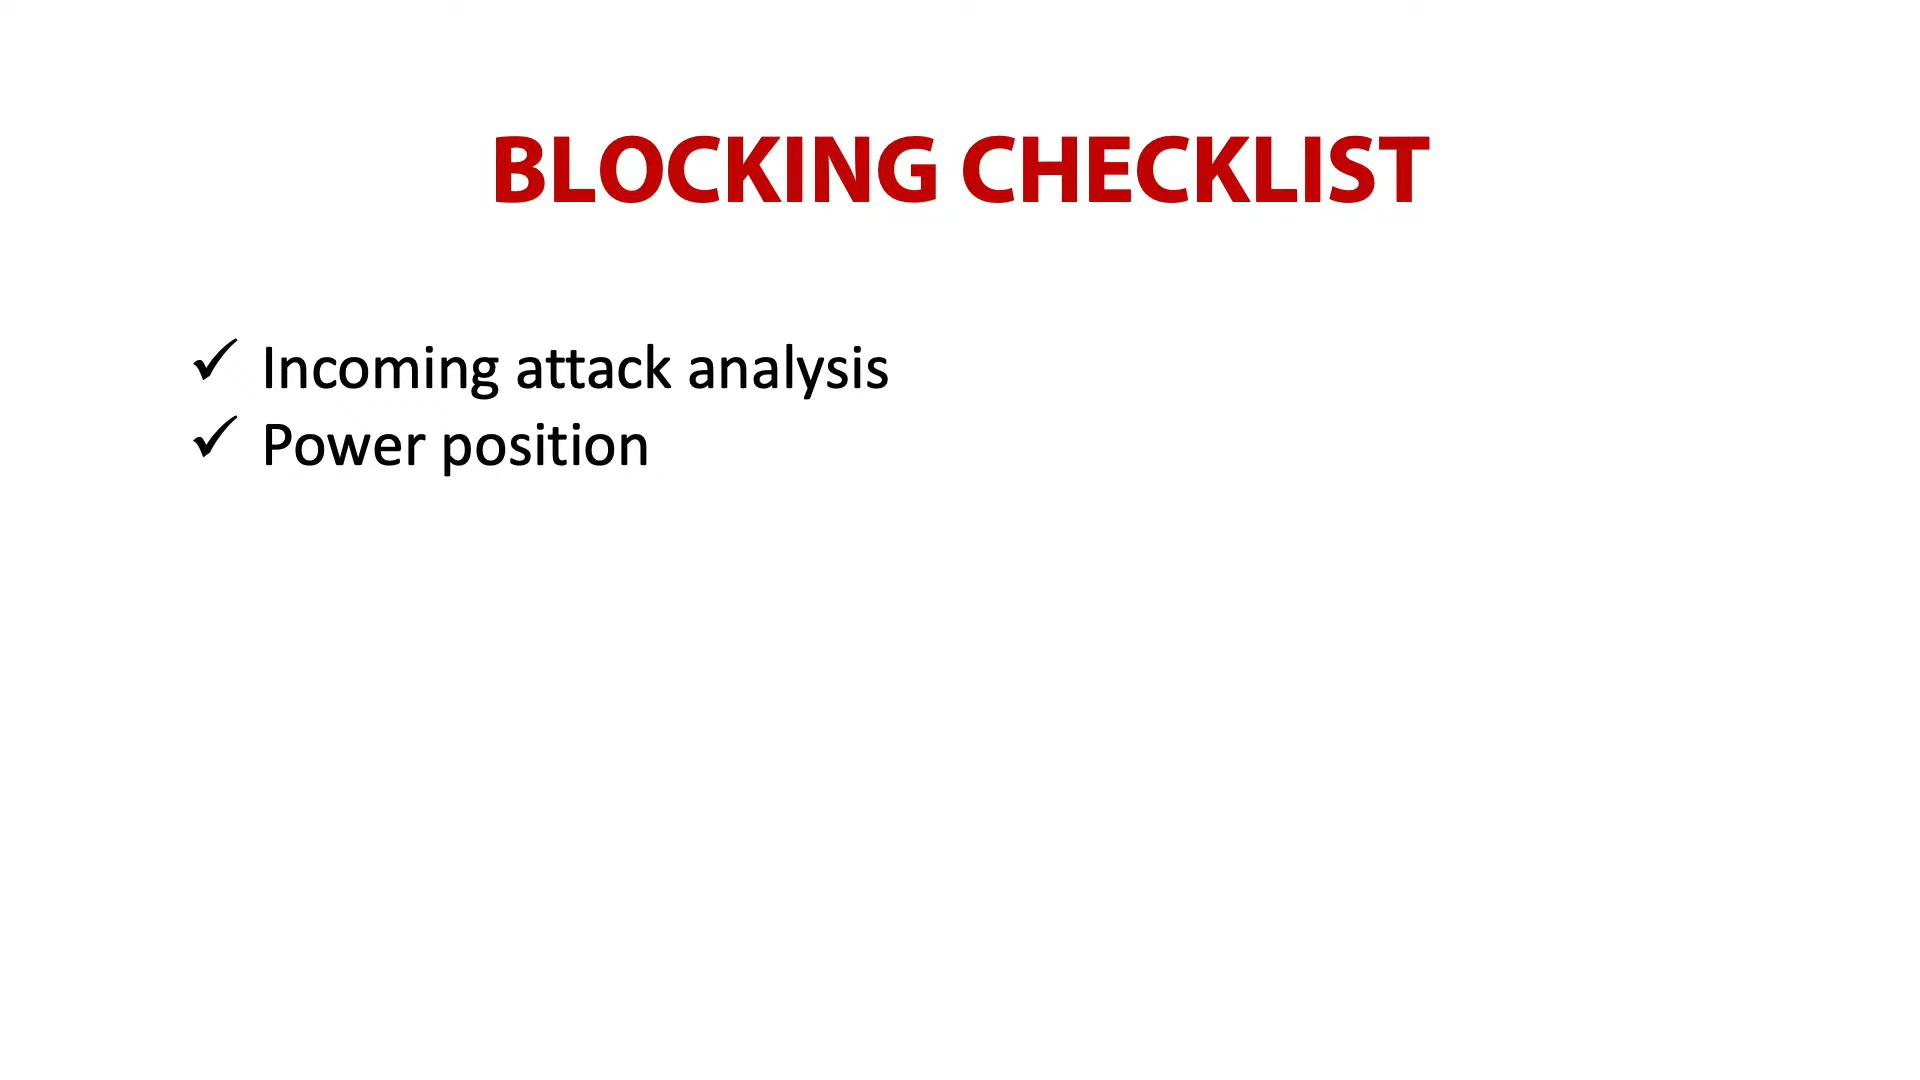 BLOCKING CHECKLIST
✓ Incoming attack analysis
✓ Power position